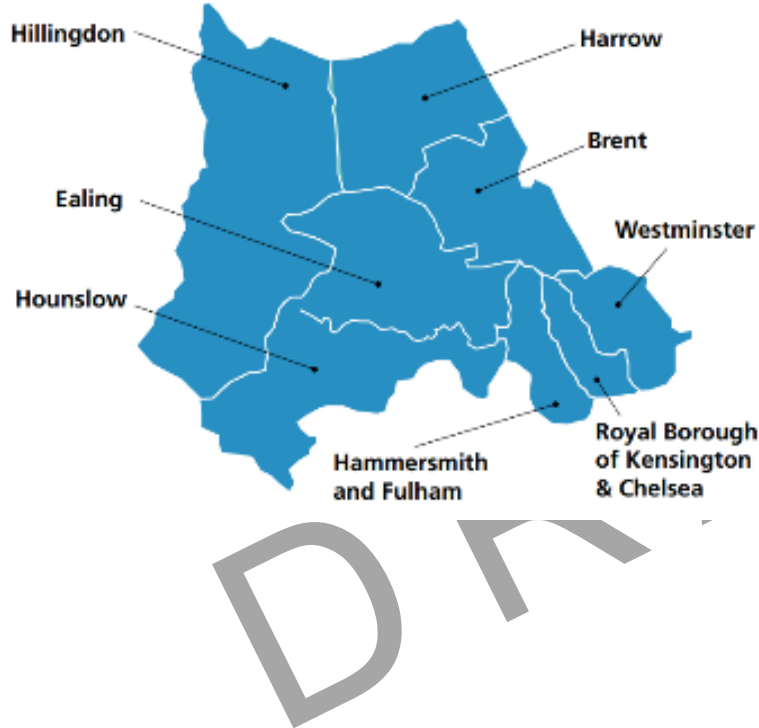 Hillingdon
Harrow
Brent
Ealing
Westminster
Hounslow
Royal Borough
of Kensington
& Chelsea
Hammersmith
and Fulham
D R